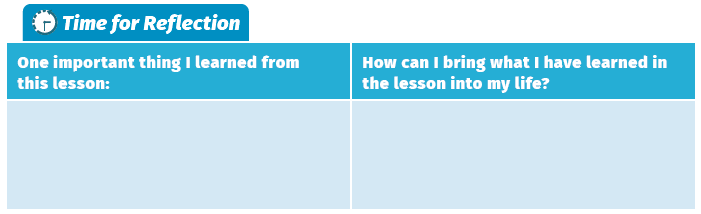 Time for Reflection
One important thing I learned from
this lesson:
How can I bring what I have learned in
the lesson into my life?